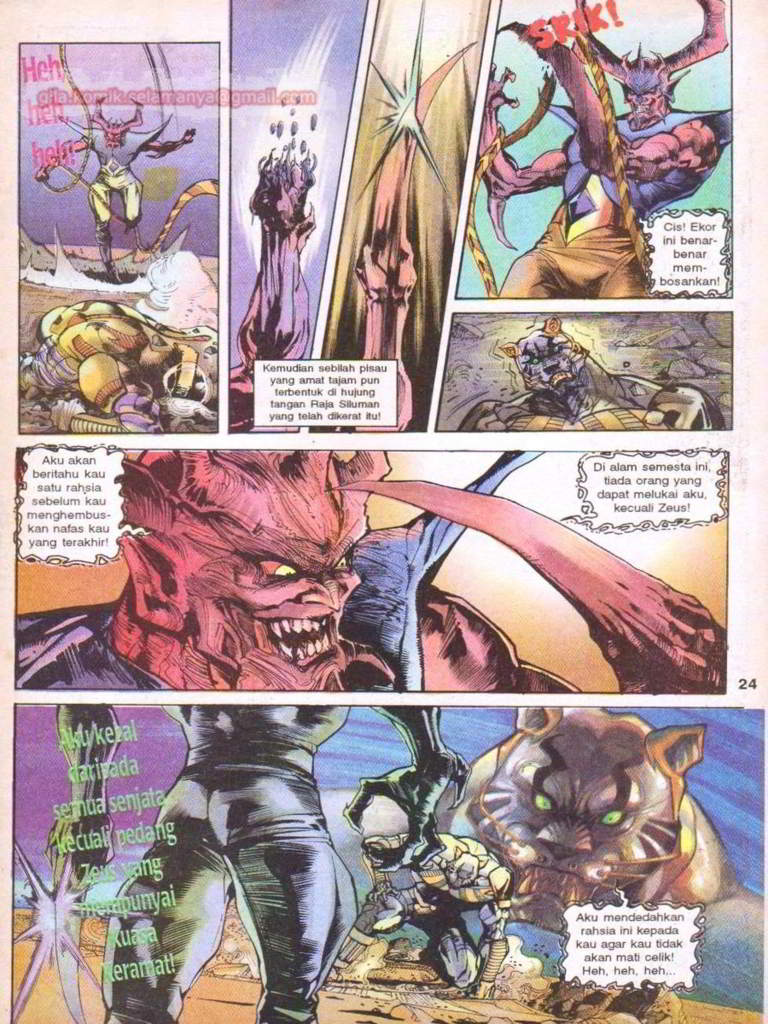 Heh
heh
heh!
gila.komik.selamanya@gmail.com
Kemudian sebilah pisau
yang amat tajam pun
terbentuk di hujung
tangan Raja Siluman
yang telah dikerat itu!
SRIK!
Cis! Ekor
ini benar-
benar
mem-
bosankan!
Aku akan
beritahu kau
satu rahsia
sebelum kau
menghembus-
kan nafas kau
yang terakhir!
Di alam semesta ini,
tiada orang yang
dapat melukai aku,
kecuali Zeus!
24
Aku kebal
daripada
semua senjata
kecuali pedang
Zeus yang
mempunyai
kuasa
keramat!
Aku mendedahkan
rahsia ini kepada
kau agar kau tidak
akan mati celik!
Heh, heh, heh...